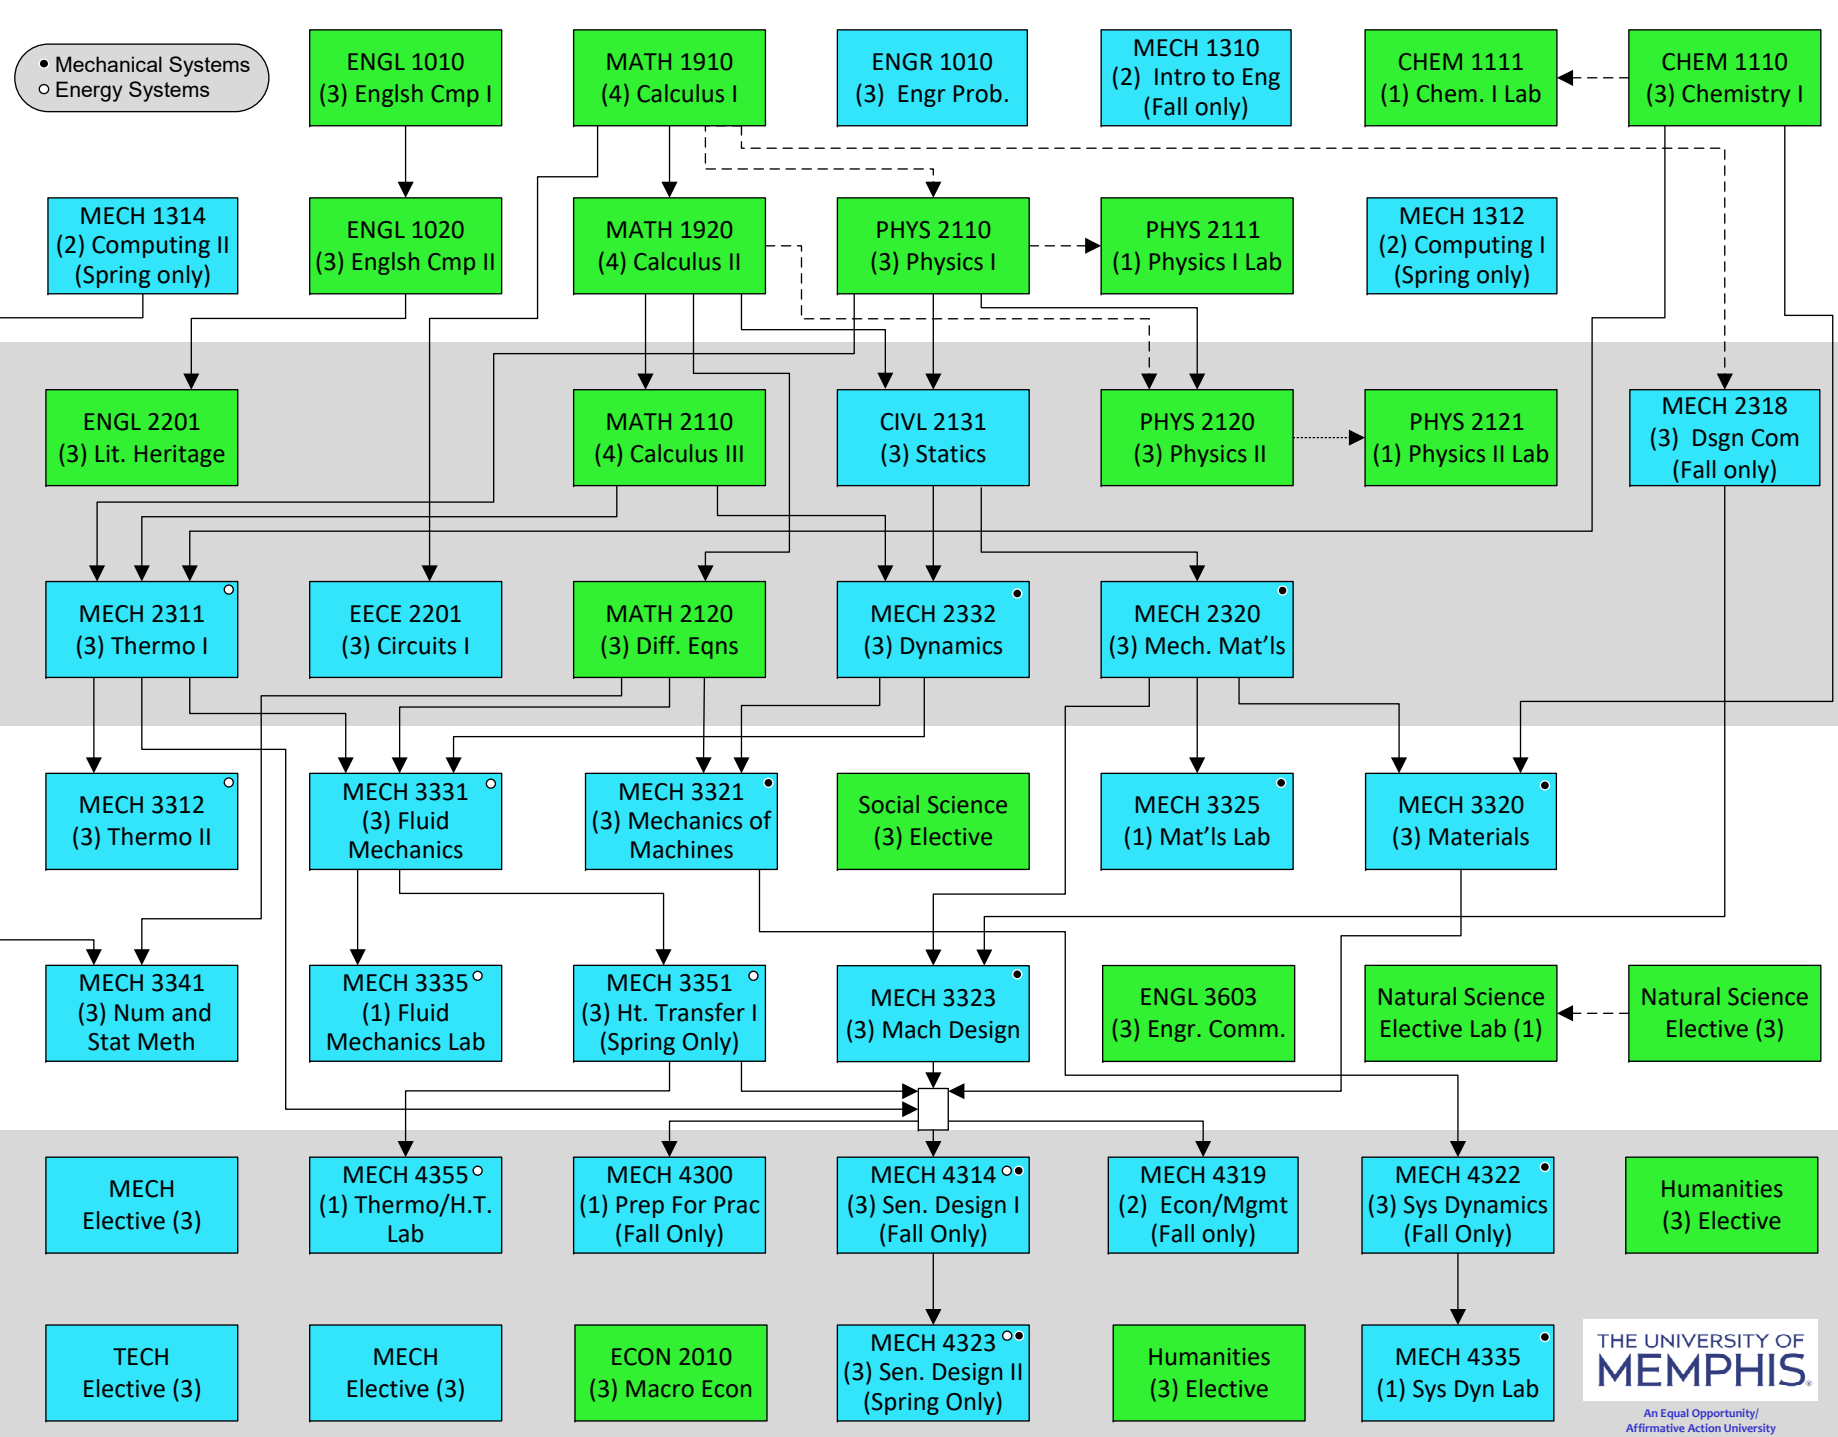 • Mechanical Systems
○ Energy Systems
ENGL 1010
(3) Englsh Cmp I
MATH 1910
(4) Calculus I
ENGR 1010
(3) Engr Prob.
MECH 1310
(2) Intro to Eng
(Fall only)
CHEM 1111
(1) Chem. I Lab
CHEM 1110
(3) Chemistry I
MECH 1314
(2) Computing II
(Spring only)
ENGL 1020
(3) Englsh Cmp II
MATH 1920
(4) Calculus II
PHYS 2110
(3) Physics I
PHYS 2111
(1) Physics I Lab
MECH 1312
(2) Computing I
(Spring only)
ENGL 2201
(3) Lit. Heritage
MATH 2110
(4) Calculus III
CIVL 2131
(3) Statics
PHYS 2120
(3) Physics II
PHYS 2121
(1) Physics II Lab
MECH 2318
(3) Dsgn Com
(Fall only)
MECH 2311
(3) Thermo I
EECE 2201
(3) Circuits I
MATH 2120
(3) Diff. Eqns
MECH 2332
(3) Dynamics
MECH 2320
(3) Mech. Mat'ls
MECH 3312
(3) Thermo II
MECH 3331
(3) Fluid
Mechanics
MECH 3321
(3) Mechanics of
Machines
Social Science
(3) Elective
MECH 3325
(1) Mat'ls Lab
MECH 3320
(3) Materials
MECH 3341
(3) Num and
Stat Meth
MECH 3335
(1) Fluid
Mechanics Lab
MECH 3351
(3) Ht. Transfer I
(Spring Only)
MECH 3323
(3) Mach Design
ENGL 3603
(3) Engr. Comm.
Natural Science
Elective Lab (1)
Natural Science
Elective (3)
MECH
Elective (3)
MECH 4355
(1) Thermo/H.T.
Lab
MECH 4300
(1) Prep For Prac
(Fall Only)
MECH 4314
(3) Sen. Design I
(Fall Only)
MECH 4319
(2) Econ/Mgmt
(Fall only)
MECH 4322
(3) Sys Dynamics
(Fall Only)
Humanities
(3) Elective
TECH
Elective (3)
MECH
Elective (3)
ECON 2010
(3) Macro Econ
MECH 4323
(3) Sen. Design II
(Spring Only)
Humanities
(3) Elective
MECH 4335
(1) Sys Dyn Lab
THE UNIVERSITY OF
MEMPHIS®
An Equal Opportunity/
Affirmative Action University